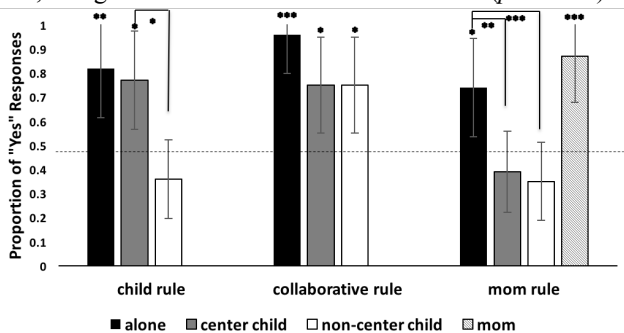 1
0.9
0.8
0.7
0.6
0.5
0.4
0.3
0.2
0.1
0
Proportion of "Yes" Responses
** * * *** * * * ** *** ***
child rule collaborative rule mom rule
alone center child non-center child mom